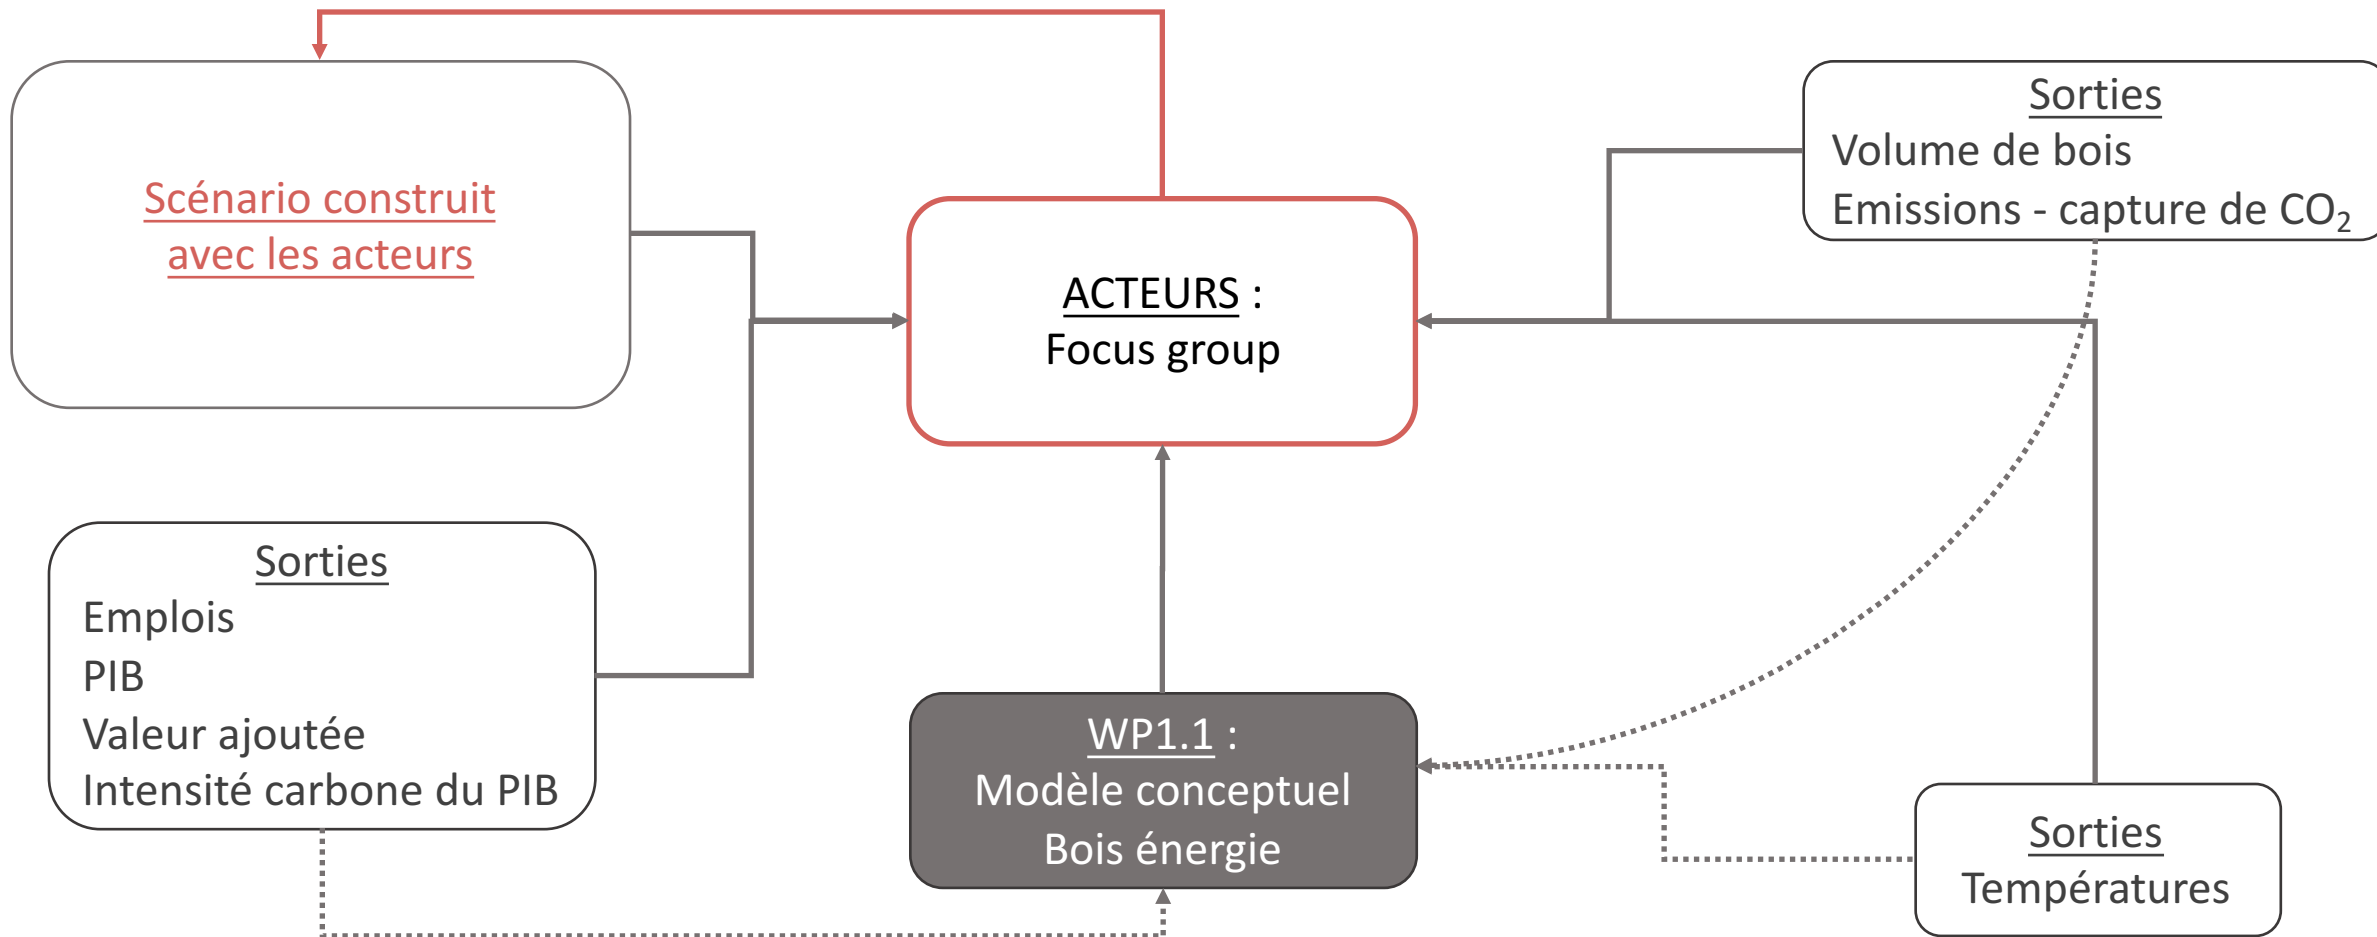 Scénario construit
avec les acteurs
Sorties
Volume de bois
Emissions - capture de CO₂
ACTEURS :
Focus group
Sorties
Emplois
PIB
Valeur ajoutée
Intensité carbone du PIB
WP1.1 :
Modèle conceptuel
Bois énergie
Sorties
Températures